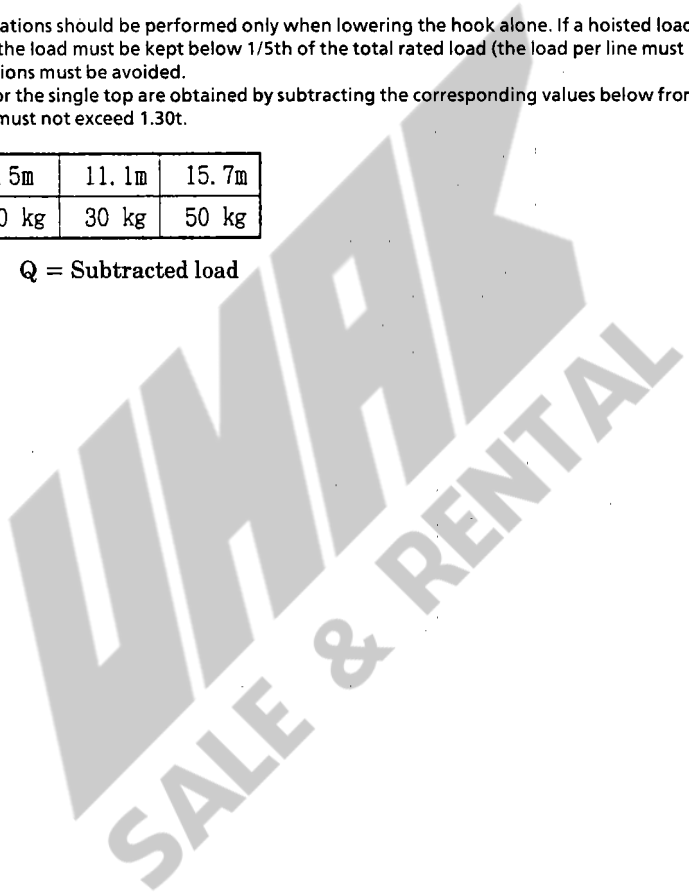 ations should be performed only when lowering the hook alone. If a hoisted load
the load must be kept below 1/5th of the total rated load (the load per line must
ions must be avoided.
or the single top are obtained by subtracting the corresponding values below from
must not exceed 1.30t.
5m 11.1m 15.7m
0 kg 30 kg 50 kg
Q = Subtracted load
UMAC
SALE & RENTAL